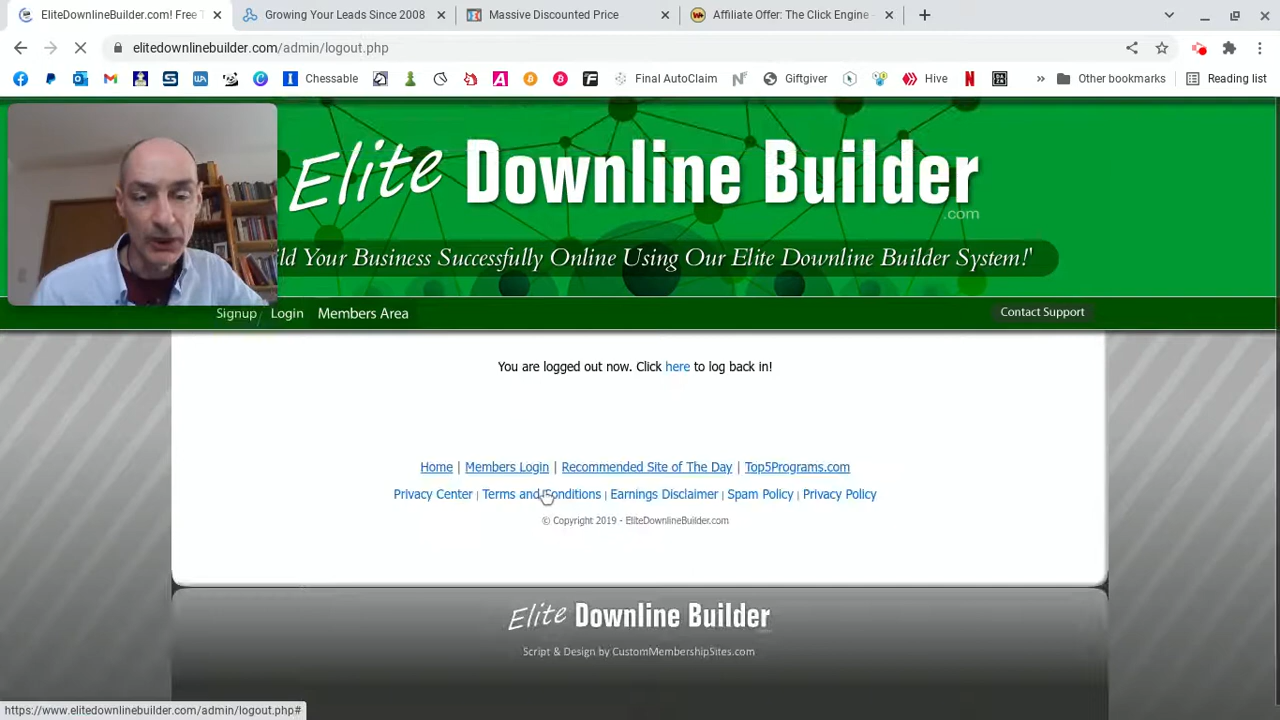 EliteDownlineBuilder.com! Free T
Growing Your Leads Since 2008
Massive Discounted Price
Affiliate Offer: The Click Engine -
elitedownlinebuilder.com/admin/logout.php
Chessable
Final AutoClaim
Giftgiver
Hive
Other bookmarks
Reading list
Elite Downline Builder
.com
ld Your Business Successfully Online Using Our Elite Downline Builder System!"
Signup Login Members Area
Contact Support
You are logged out now. Click here to log back in!
Home | Members Login | Recommended Site of The Day | Top5Programs.com
Privacy Center | Terms and Conditions | Earnings Disclaimer | Spam Policy | Privacy Policy
© Copyright 2019 - EliteDownlineBuilder.com
Elite Downline Builder
Script & Design by CustomMembershipSites.com
https://www.elitedownlinebuilder.com/admin/logout.php#